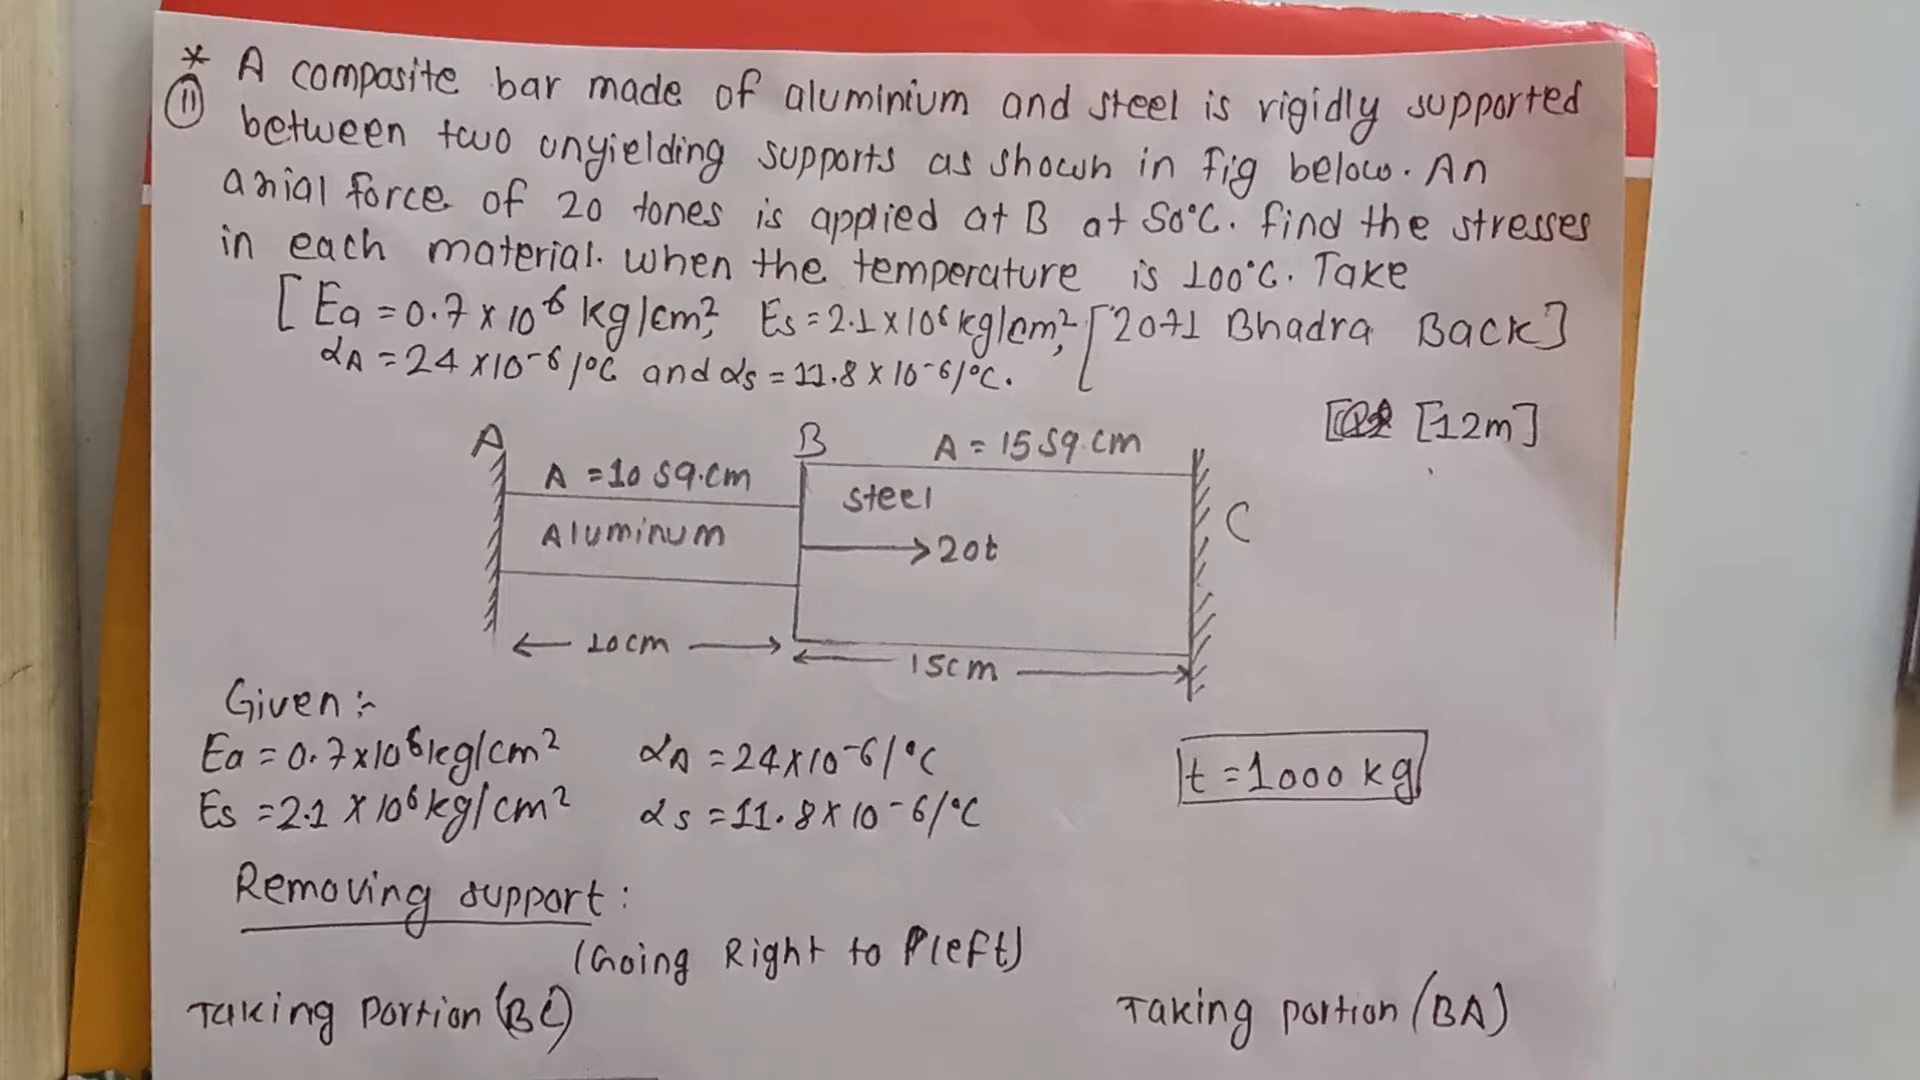 * A composite bar made of aluminium and steel is rigidly supported
(11) between two unyielding supports as shown in fig below. An
axial force of 20 tones is applied at B at 50°C. find the stresses
in each material. when the temperature is 100°C. Take
[Ea = 0.7 x 10^6 kg/cm², Es = 2.1 x 10^6 kg/cm², [2071 Bhadra Back]
αA = 24 x 10^-6 /°C and αs = 11.8 x 10^-6/°C.
[12m]
A B A = 15 sq.cm
A = 10 sq.cm
steel
C
Aluminum
→ 20t
← 10cm →
← 15cm →
Given :-
Ea = 0.7 x 10^6 kg/cm² αA = 24 x 10^-6/°C
t = 1000 kg
Es = 2.1 x 10^6 kg/cm² αs = 11.8 x 10^-6/°C
Removing support :
(Going Right to left)
Taking portion (BC) Taking portion (BA)